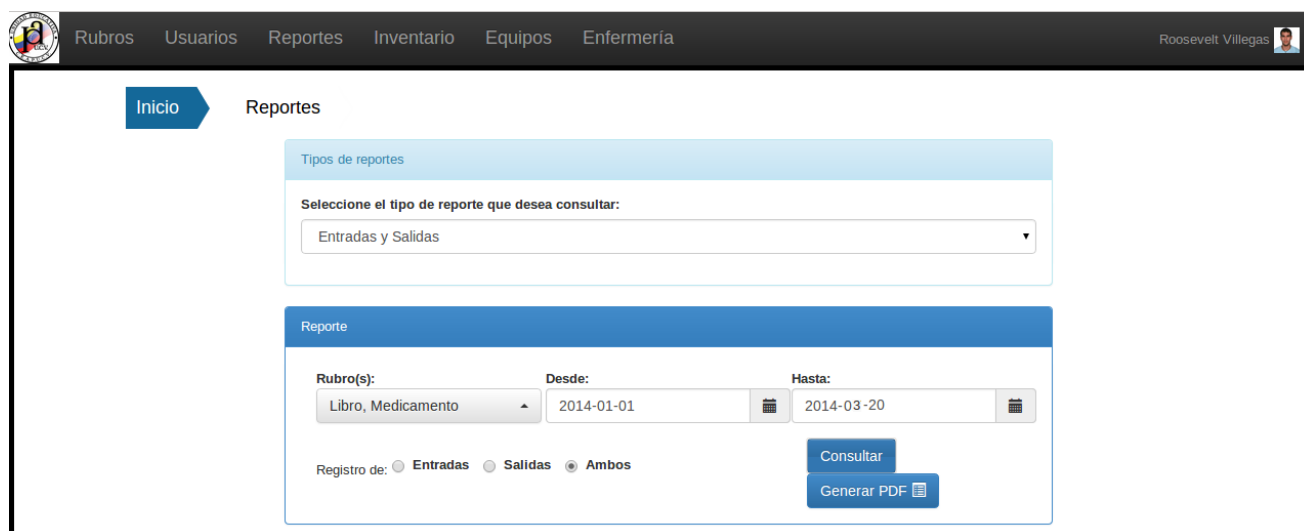 Rubros Usuarios Reportes Inventario Equipos Enfermería Roosevelt Villegas
Inicio Reportes
Tipos de reportes
Seleccione el tipo de reporte que desea consultar:
Entradas y Salidas
Reporte
Rubro(s): Desde: Hasta:
Libro, Medicamento 2014-01-01 2014-03-20
Registro de: Entradas Salidas Ambos
Consultar
Generar PDF